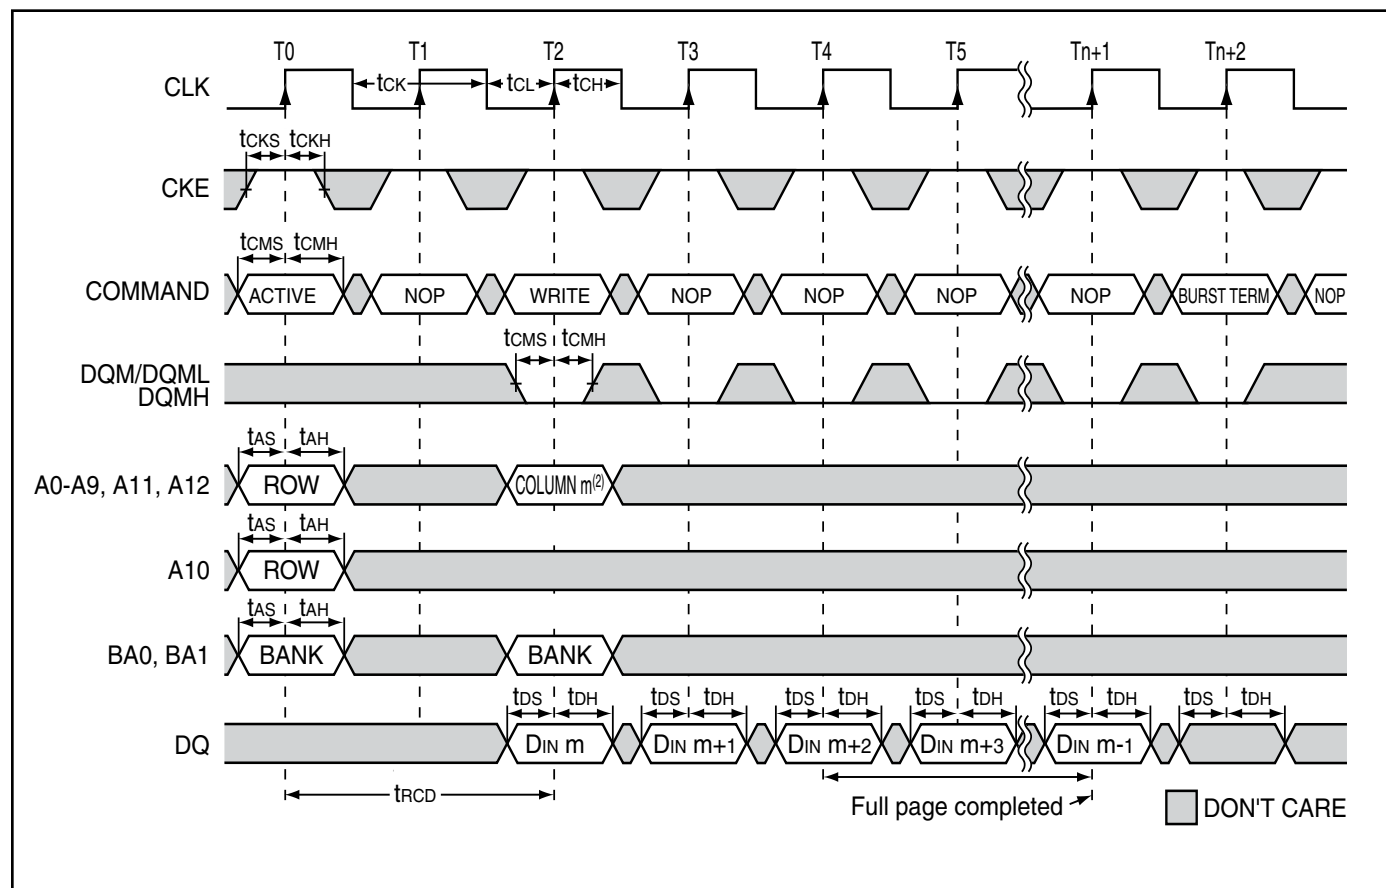 T0 T1 T2 T3 T4 T5 Tn+1 Tn+2
CLK tCK tCL tCH
tCKS tCKH
CKE
tCMS tCMH
COMMAND ACTIVE NOP WRITE NOP NOP NOP NOP BURST TERM NOP
tCMS tCMH
DQM/DQML
DQMH
tAS tAH
A0-A9, A11, A12 ROW COLUMN m(2)
tAS tAH
A10 ROW
tAS tAH
BA0, BA1 BANK BANK
tDS tDH tDS tDH tDS tDH tDS tDH tDS tDH tDS tDH
DQ DIN m DIN m+1 DIN m+2 DIN m+3 DIN m-1
tRCD
Full page completed
DON'T CARE